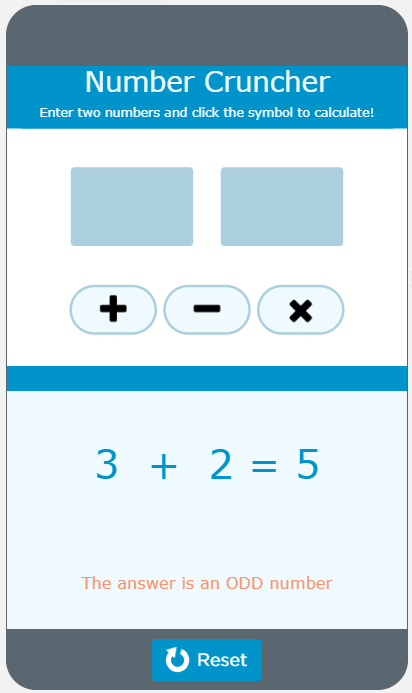 Number Cruncher
Enter two numbers and click the symbol to calculate!
+ − ×
3 + 2 = 5
The answer is an ODD number
Reset